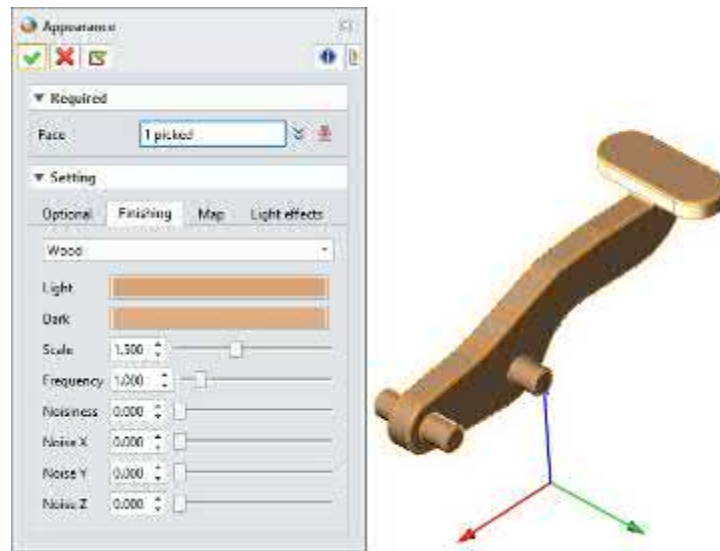 Appearance
Required
Face 1 picked
Setting
Optional Finishing Map Light effects
Wood
Light
Dark
Scale 1.500
Frequency 1.000
Noisiness 0.000
Noise X 0.000
Noise Y 0.000
Noise Z 0.000